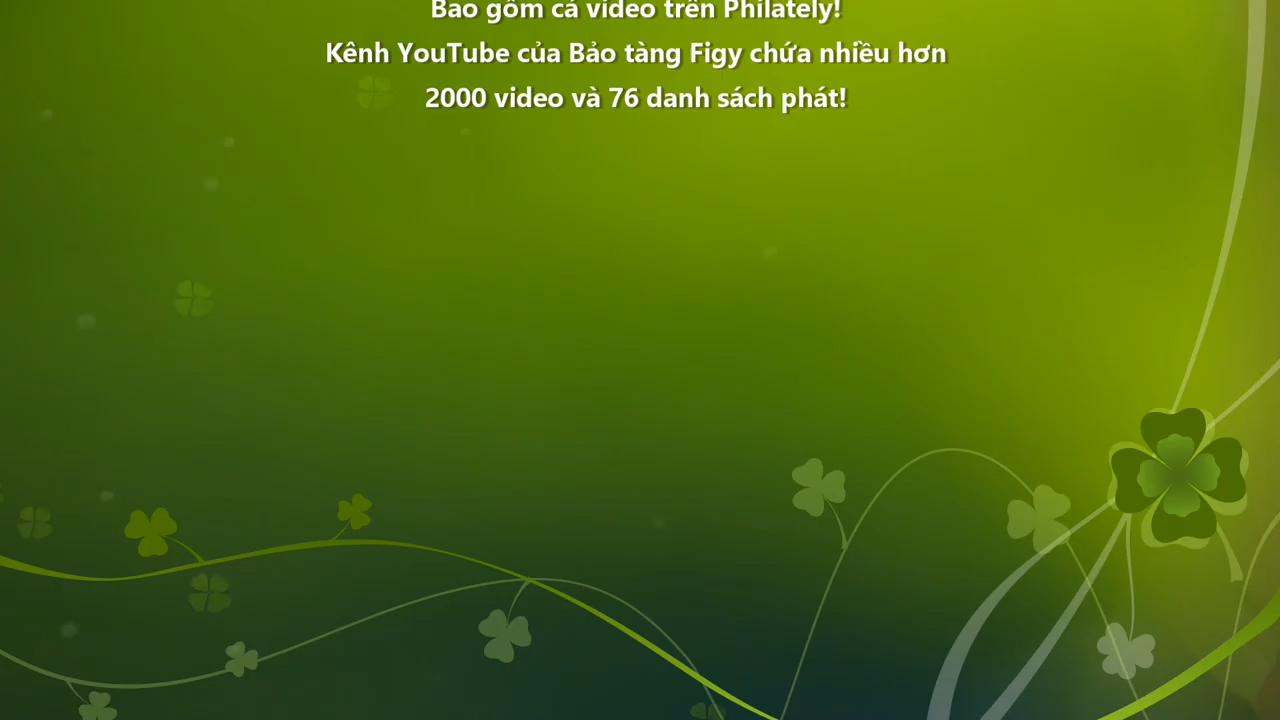 Bao gồm cả video trên Philately!
Kênh YouTube của Bảo tàng Figy chứa nhiều hơn
2000 video và 76 danh sách phát!